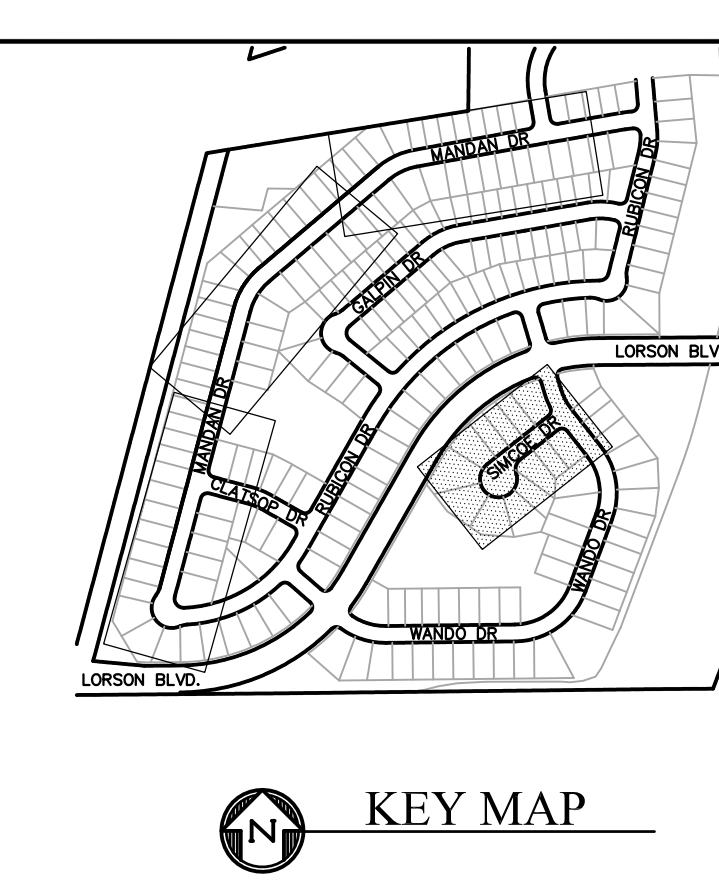 MANDAN DR
RUBICON DR
GALPIN DR
LORSON BLV
MANDAN DR
RUBICON DR
SIMCOE DR
CLATSOP DR
WANDO DR
WANDO DR
LORSON BLVD.
KEY MAP
N